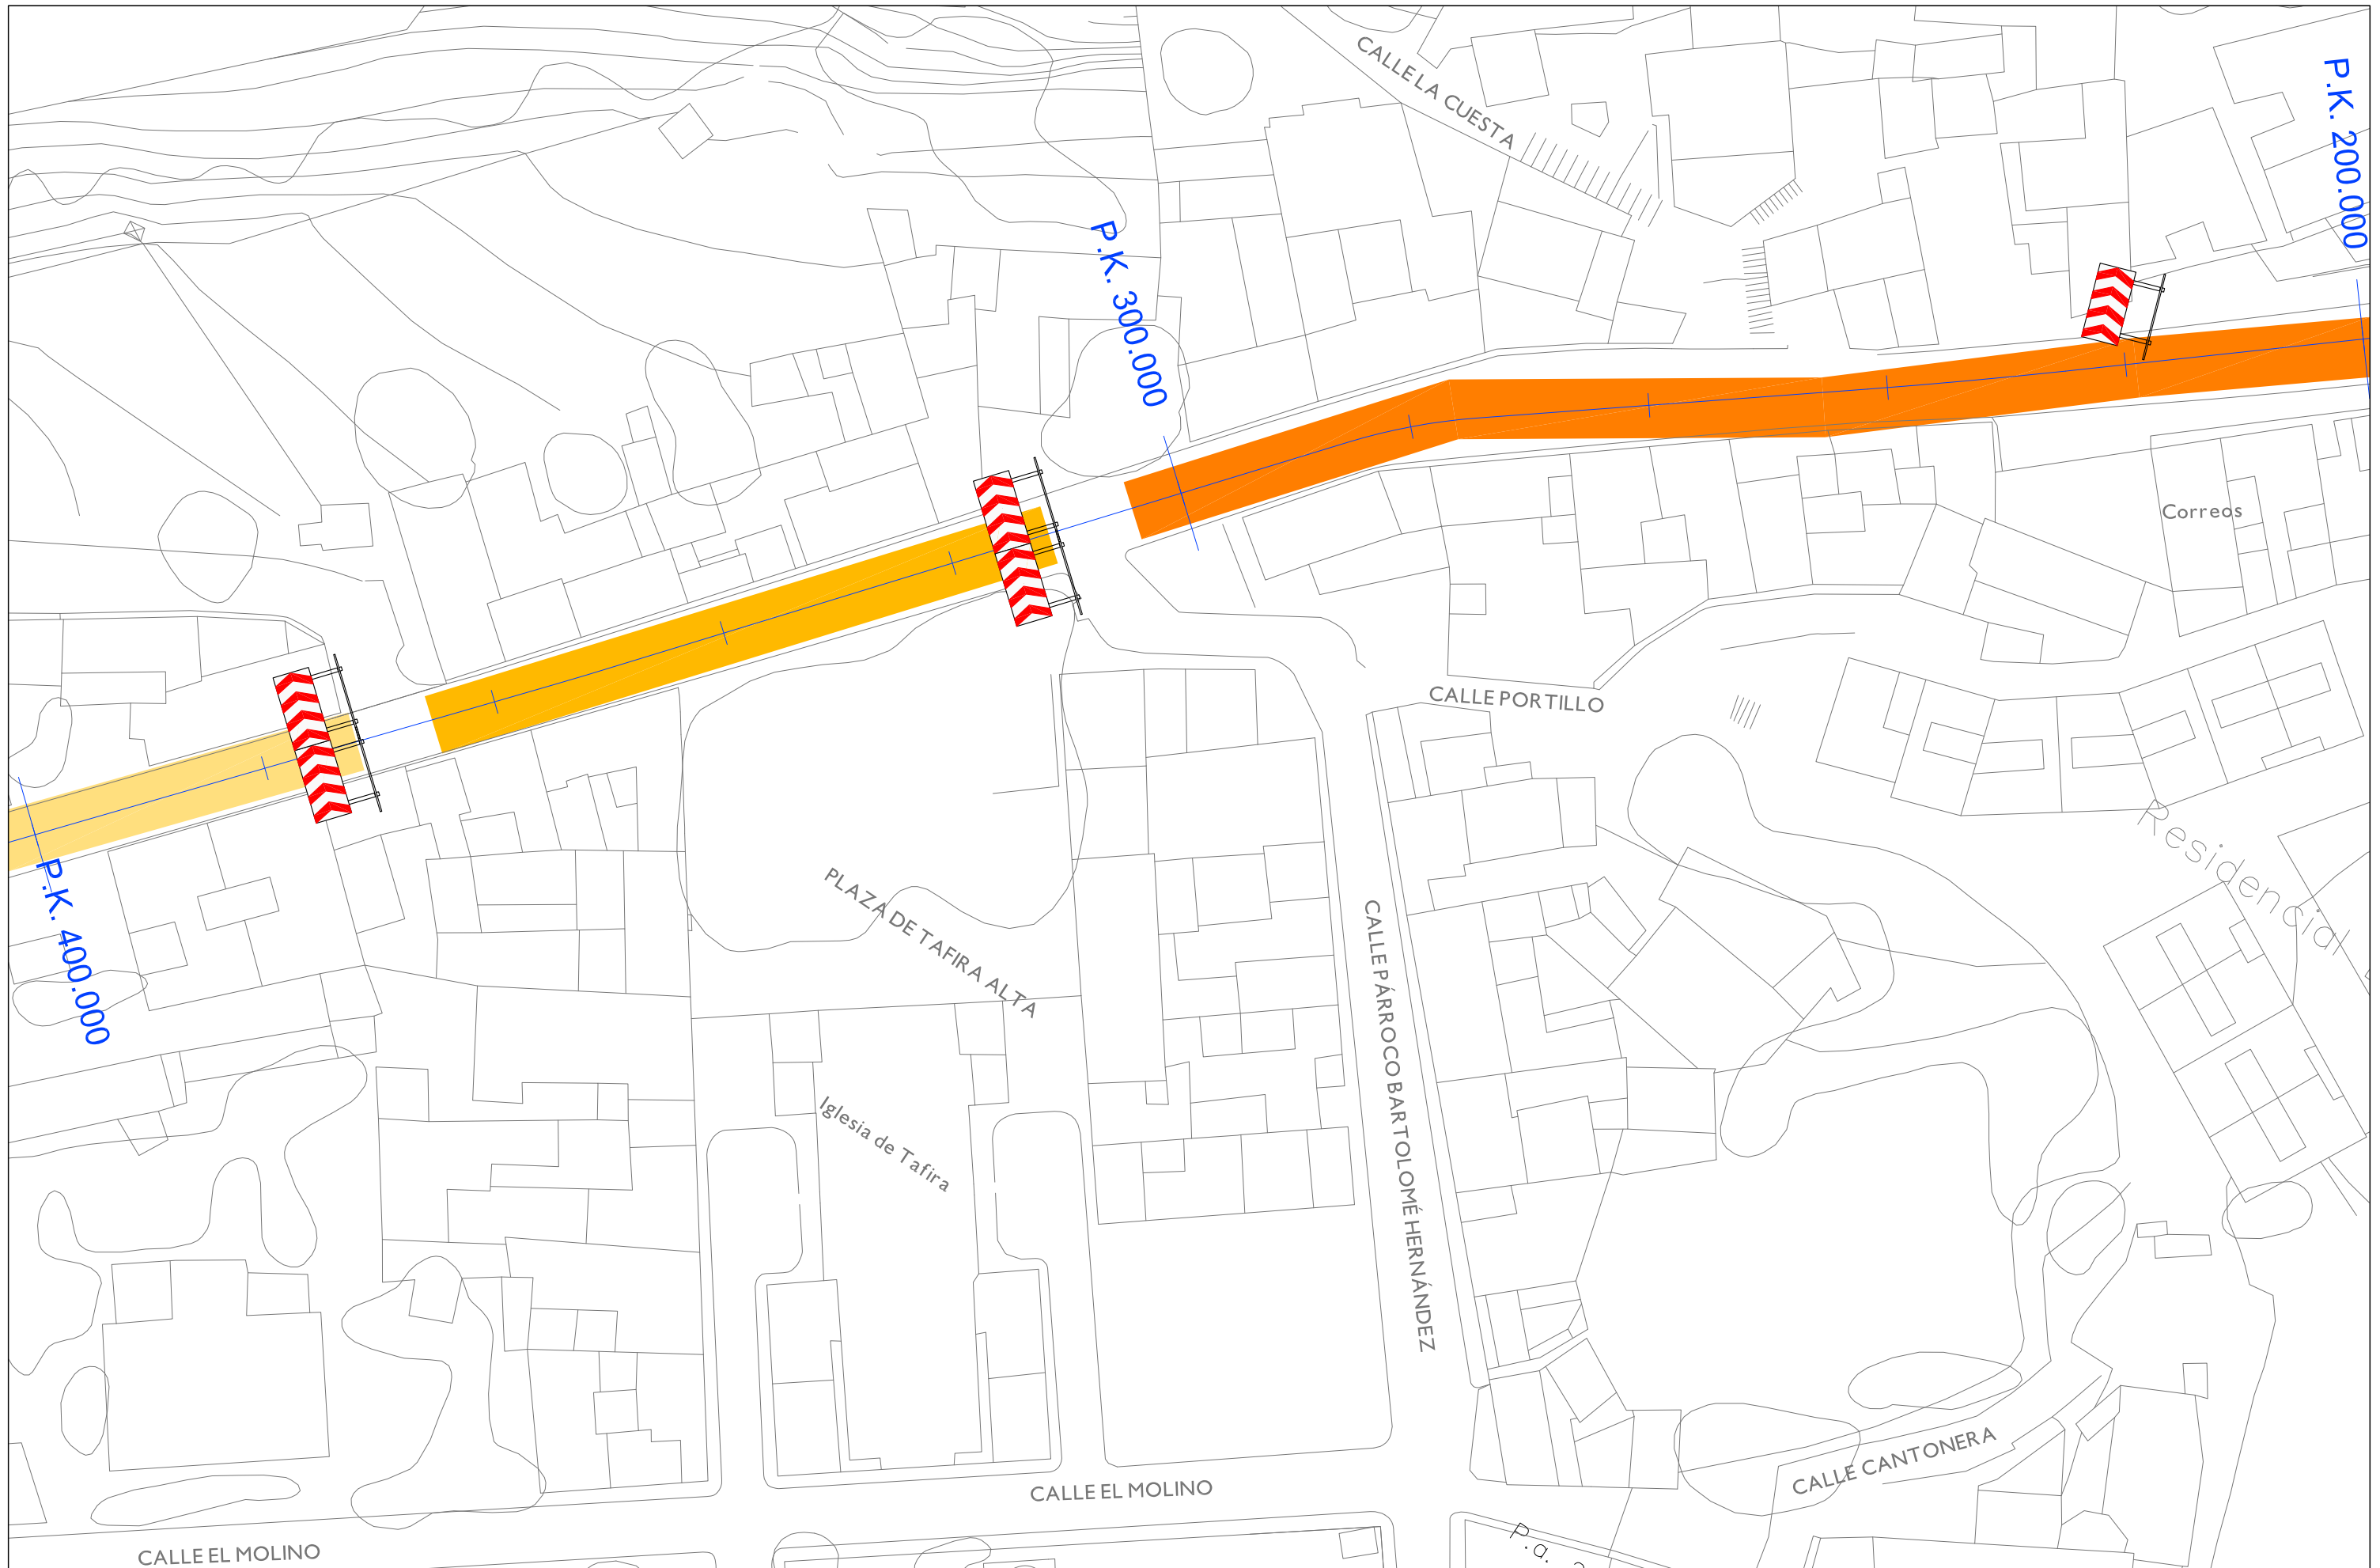 CALLE LA CUESTA
P.K. 200.000
P.K. 300.000
Correos
CALLE PORTILLO
Residencial
P.K. 400.000
PLAZA DE TAFIRA ALTA
CALLE PÁRROCO BARTOLOMÉ HERNÁNDEZ
Iglesia de Tafira
CALLE CANTONERA
CALLE EL MOLINO
CALLE EL MOLINO
P.a.